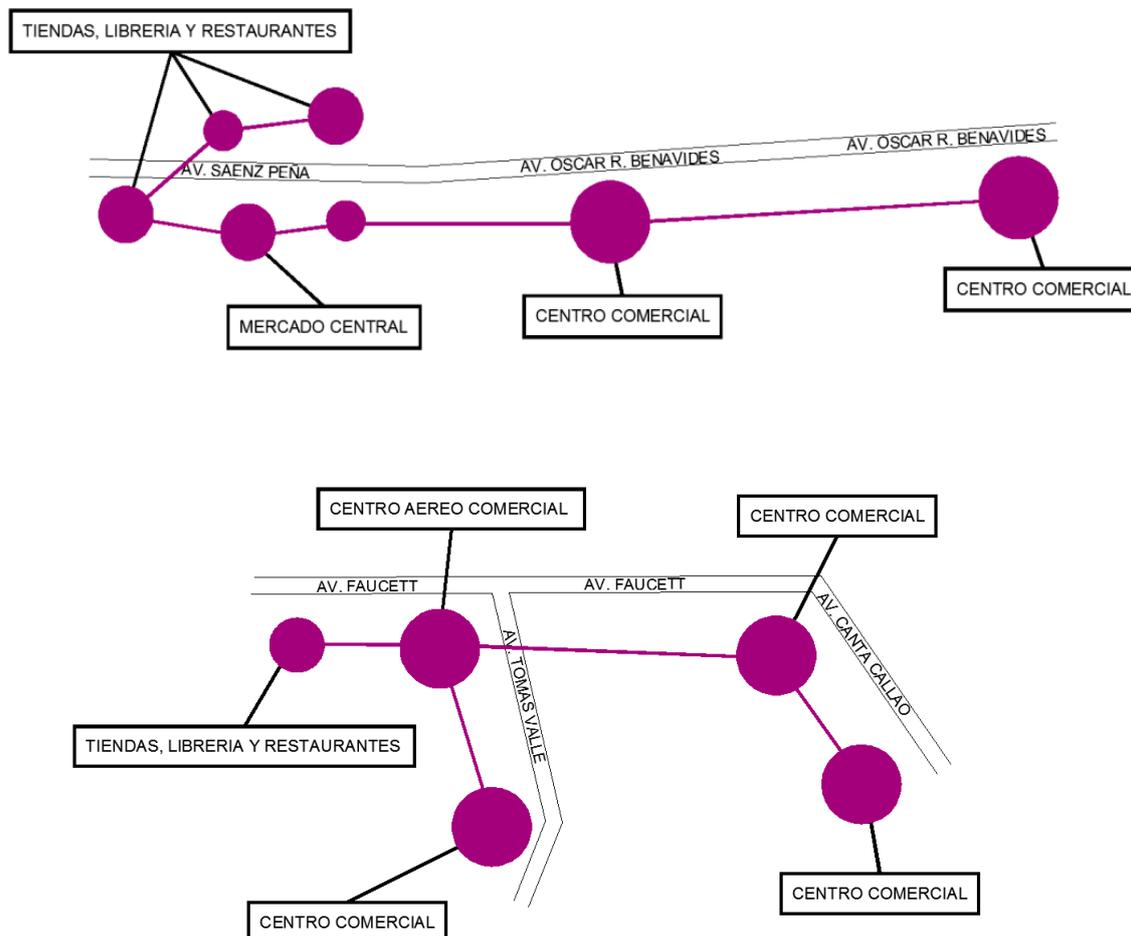 TIENDAS, LIBRERIA Y RESTAURANTES
AV. SAENZ PEÑA
AV. OSCAR R. BENAVIDES
AV. OSCAR R. BENAVIDES
MERCADO CENTRAL
CENTRO COMERCIAL
CENTRO COMERCIAL
CENTRO AEREO COMERCIAL
CENTRO COMERCIAL
AV. FAUCETT
AV. FAUCETT
AV. TOMAS VALLE
AV. CANTA CALLAO
TIENDAS, LIBRERIA Y RESTAURANTES
CENTRO COMERCIAL
CENTRO COMERCIAL